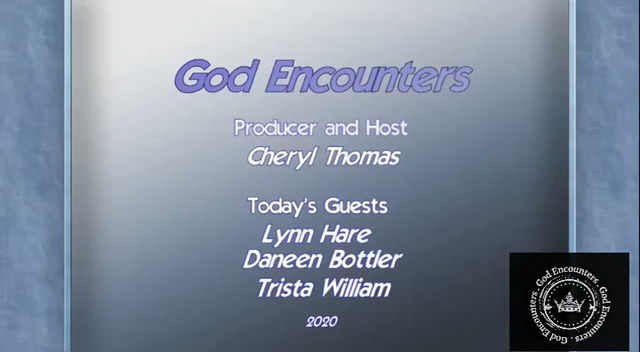 God Encounters
Producer and Host
Cheryl Thomas
Today's Guests
Lynn Hare
Daneen Bottler
Trista William
2020
God Encounters . God Encounters . God Encounters .